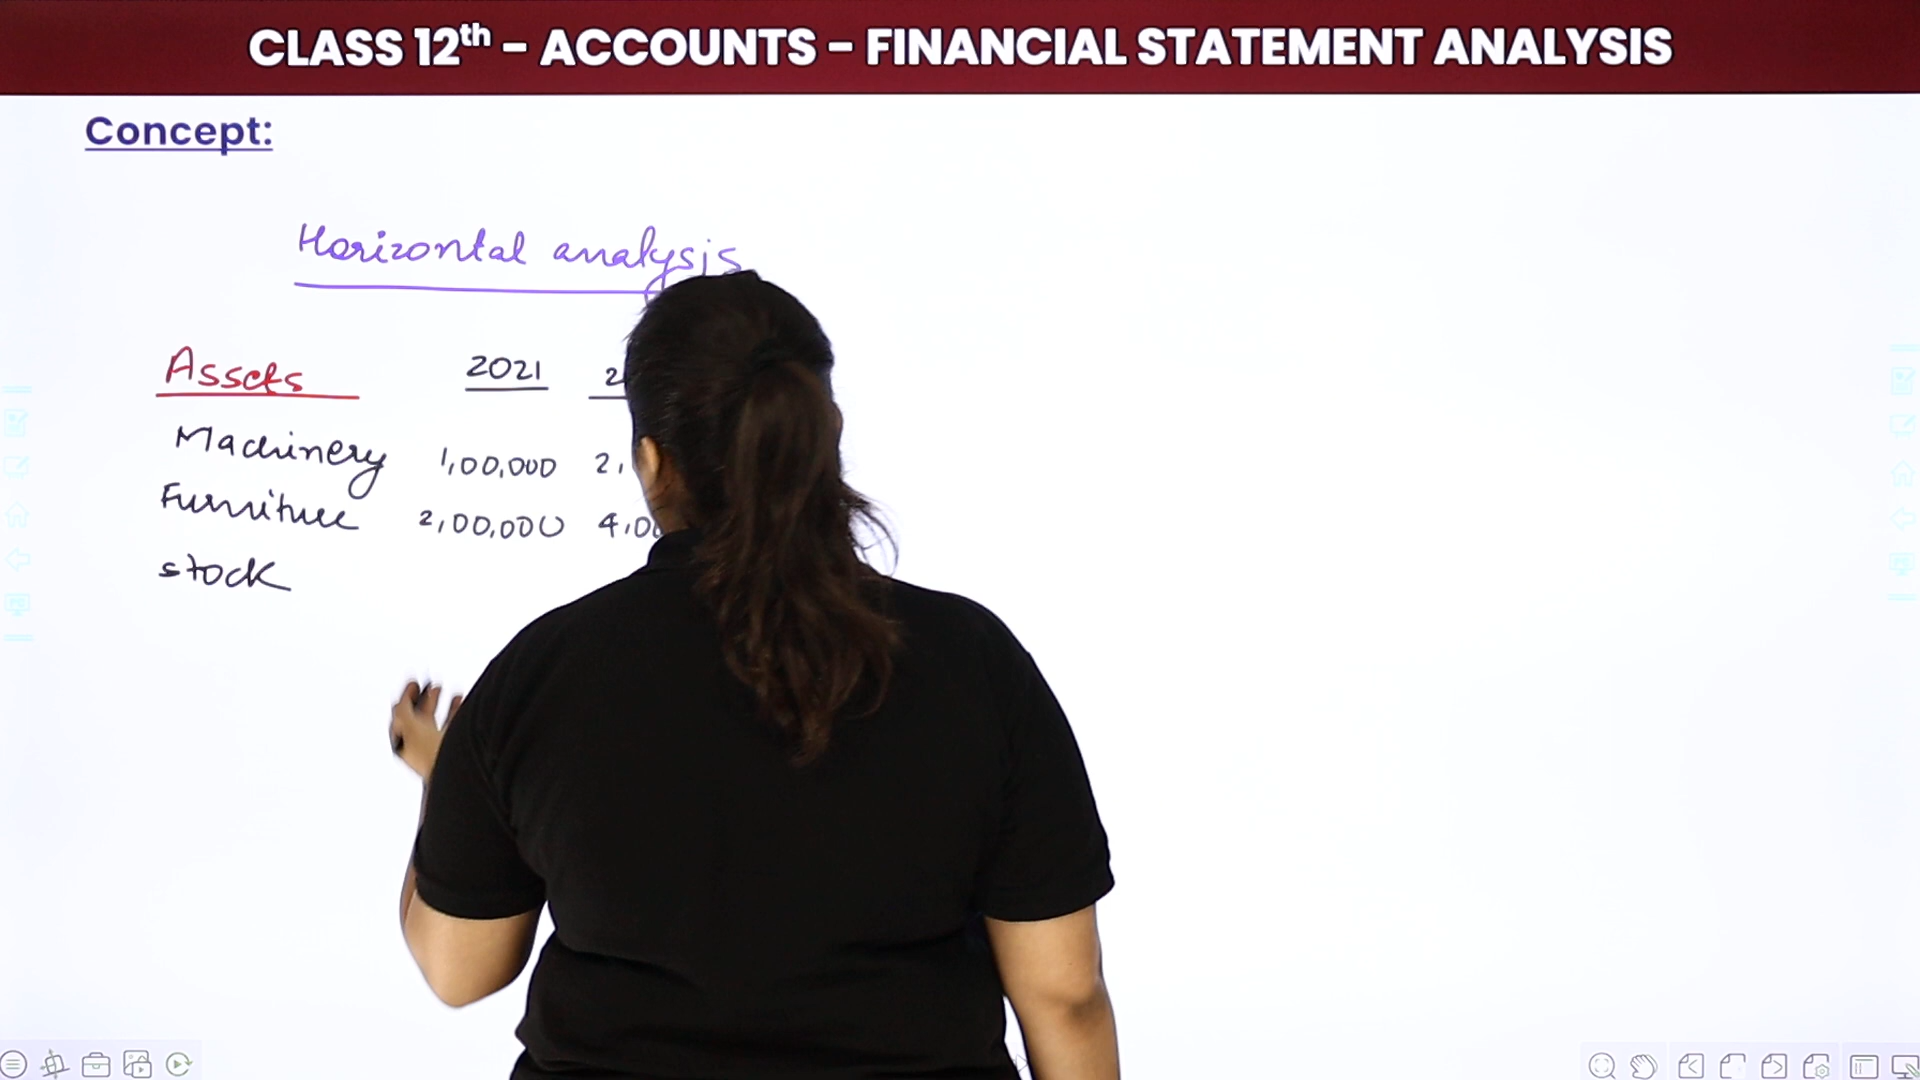 CLASS 12th – ACCOUNTS – FINANCIAL STATEMENT ANALYSIS
Concept:
Horizontal analysis
Assets 2021
Machinery 1,00,000
Furniture 2,00,000
stock